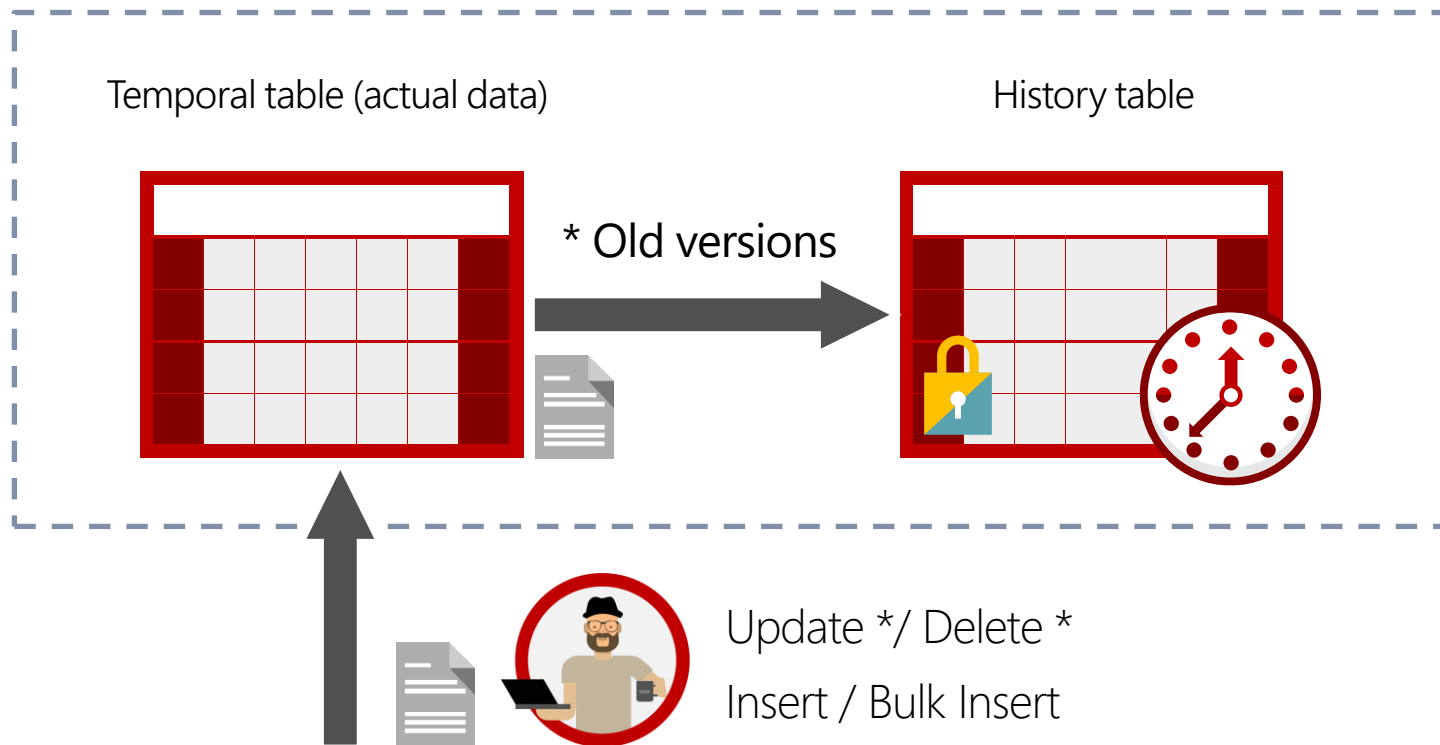 Temporal table (actual data)
History table
* Old versions
Update */ Delete *
Insert / Bulk Insert